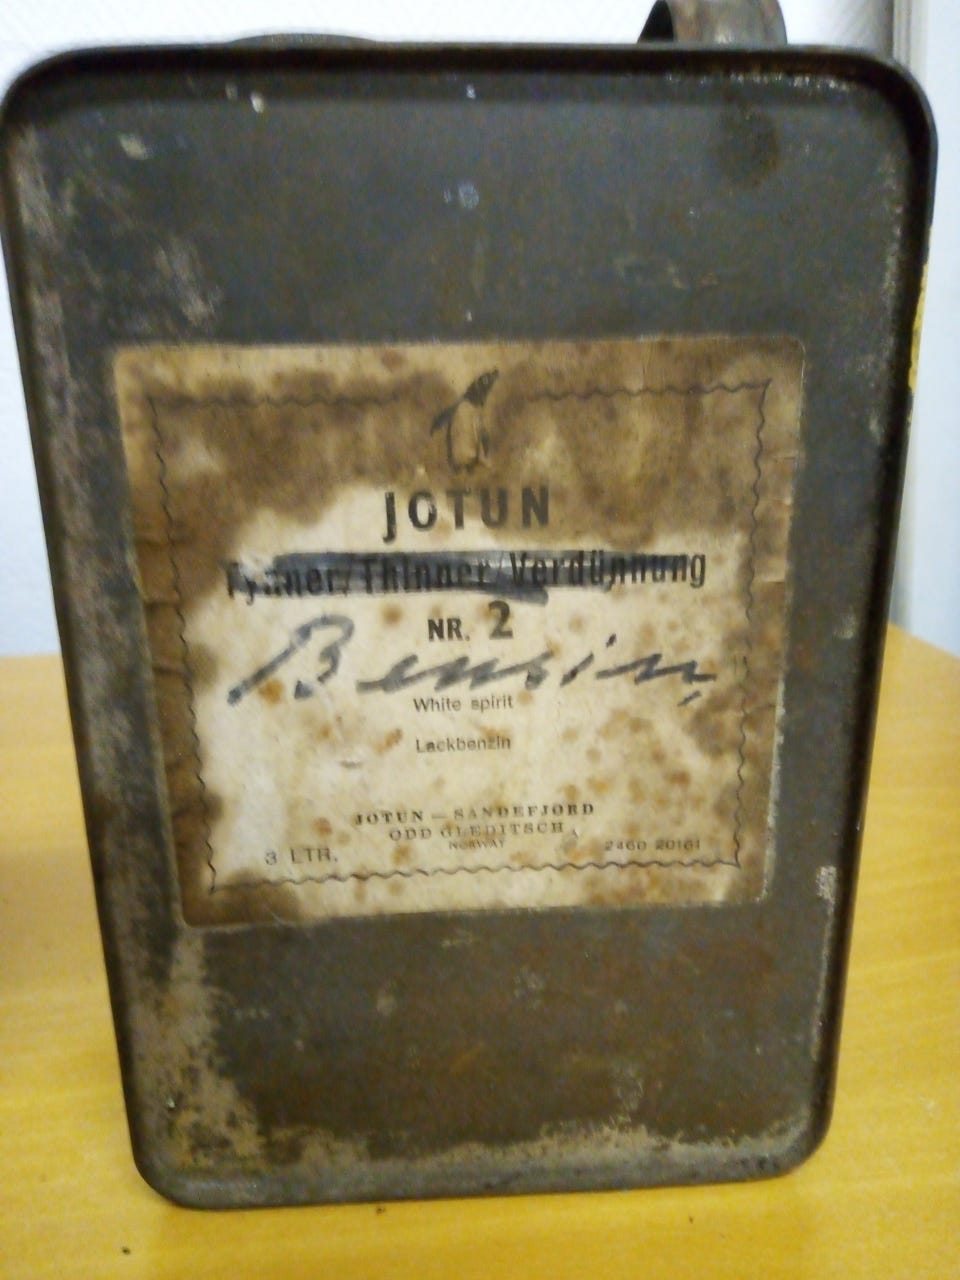 JOTUN
Tynner/Thinner/Verdünnung
NR. 2
Bensin
White spirit
Lackbenzin
JOTUN — SANDEFJORD
ODD GLEDITSCH
NORWAY
3 LTR.
2460 20161